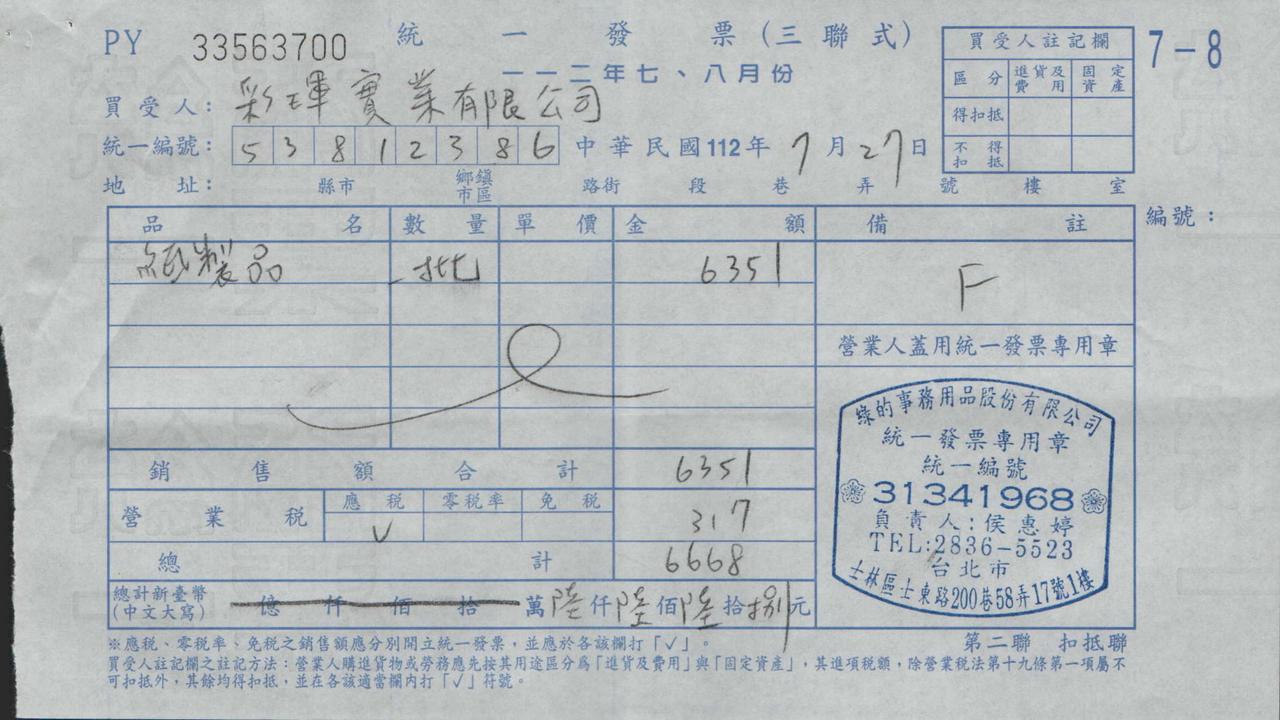 PY 33563700 統一發票(三聯式) 7-8
一一二年七、八月份
買受人註記欄
區分 進貨及費用 固定資產
得扣抵
不得扣抵
買受人: 彩琿實業有限公司
統一編號: 53812386 中華民國112年7月27日
地址: 縣市 鄉鎮市區 路街 段 巷 弄 號 樓 室
品名 數量 單價 金額 備註 編號:
紙製品 一批 6351 F
營業人蓋用統一發票專用章
銷售額合計 6351
營業稅 應稅 零稅率 免稅 317
V
總計 6668
總計新臺幣(中文大寫) 億仟佰拾萬陸仟陸佰陸拾捌元
綠的事務用品股份有限公司
統一發票專用章
統一編號
31341968
負責人:侯惠婷
TEL:2836-5523
台北市
士林區士東路200巷58弄17號1樓
※應稅、零稅率、免稅之銷售額應分別開立統一發票,並應於各該欄打「✓」。 第二聯 扣抵聯
買受人註記欄之註記方法:營業人購進貨物或勞務應先按其用途區分為「進貨及費用」與「固定資產」,其進項稅額,除營業稅法第十九條第一項屬不
可扣抵外,其餘均得扣抵,並在各該適當欄內打「✓」符號。